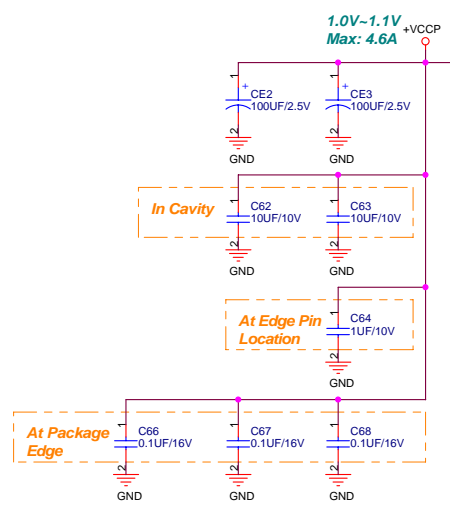 1.0V~1.1V
Max: 4.6A
+VCCP
1
+
CE2
100UF/2.5V
2
GND
1
+
CE3
100UF/2.5V
2
GND
In Cavity
1
C62
10UF/10V
2
GND
1
C63
10UF/10V
2
GND
At Edge Pin
Location
1
C64
1UF/10V
2
GND
At Package
Edge
1
C66
0.1UF/16V
2
GND
1
C67
0.1UF/16V
2
GND
1
C68
0.1UF/16V
2
GND